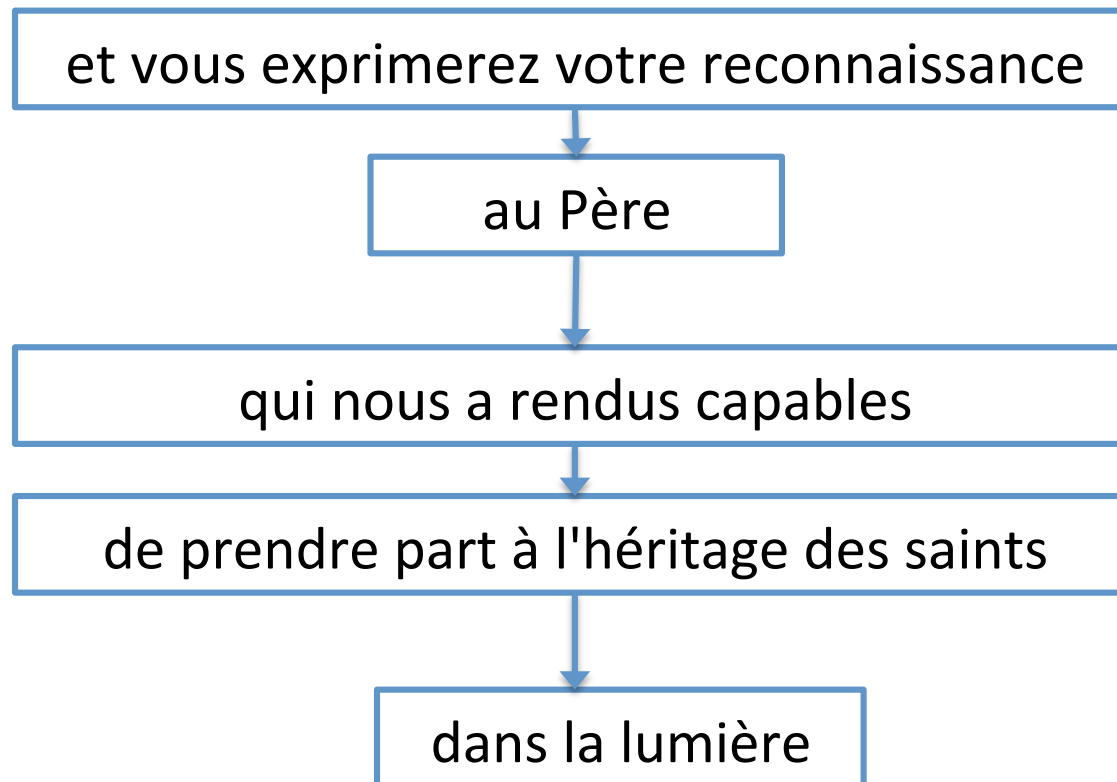 et vous exprimerez votre reconnaissance
au Père
qui nous a rendus capables
de prendre part à l'héritage des saints
dans la lumière